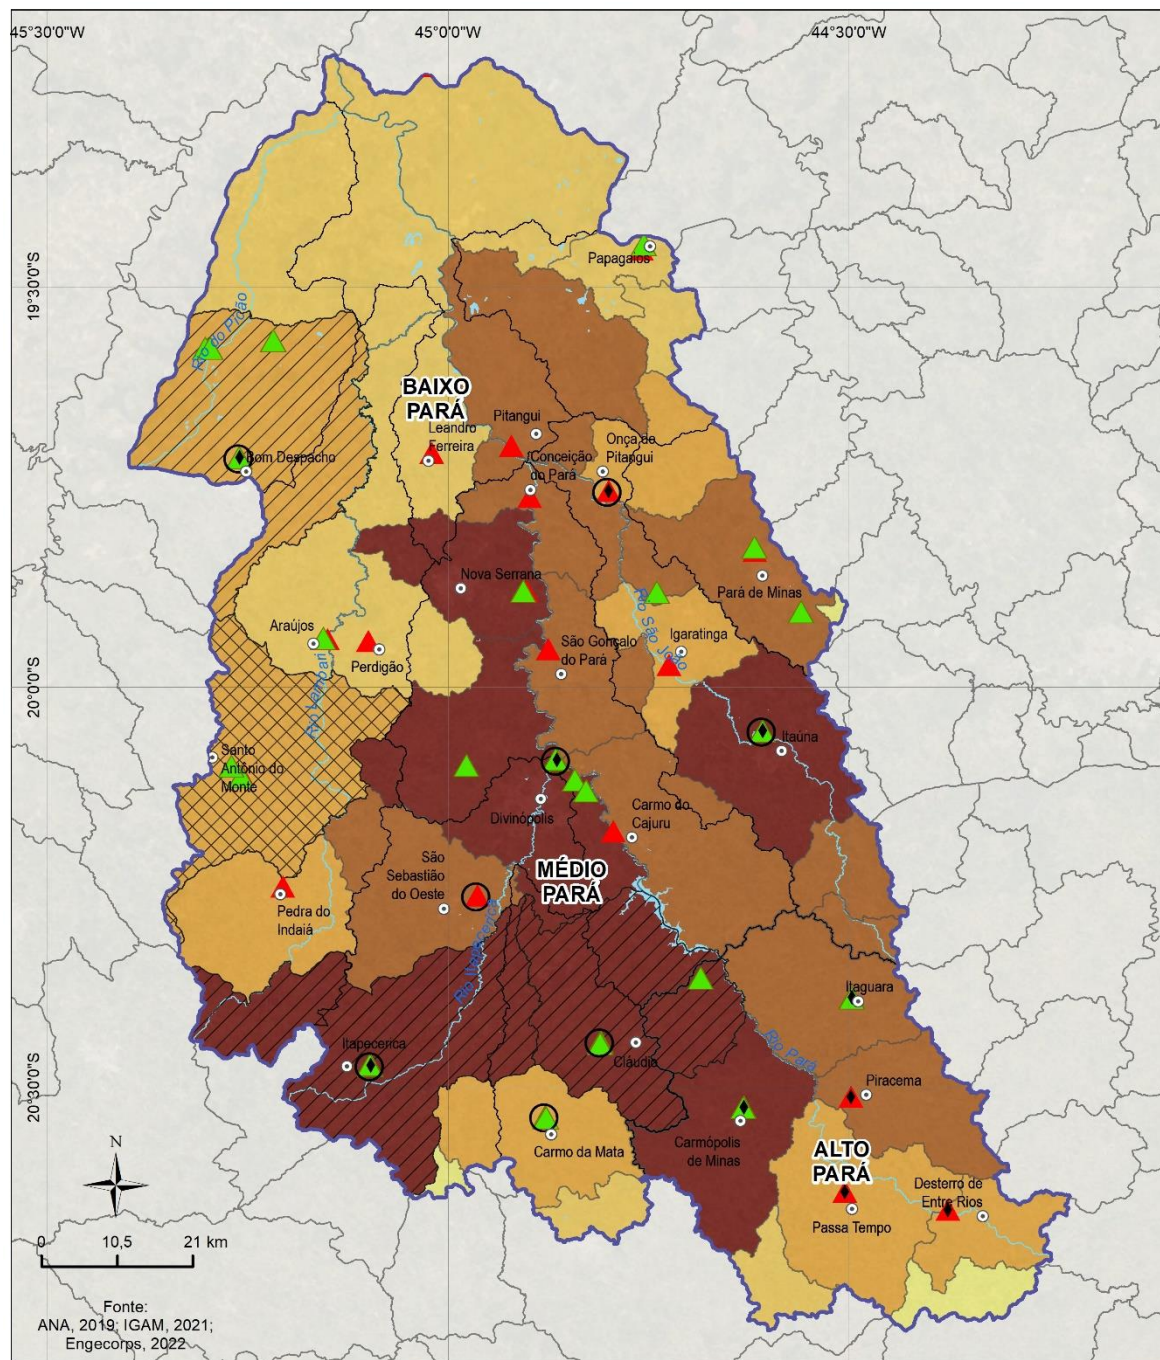 45°30'0"W
45°0'0"W
44°30'0"W
19°30'0"S
20°0'0"S
20°30'0"S
Papagaios
Rio do Picão
BAIXO
PARÁ
Leandro
Ferreira
Pitangui
Onça de
Pitangui
Conceição
do Pará
Bom Despacho
Nova Serrana
Pará de Minas
Rio São João
Igaratinga
Araújos
Perdigão
São Gonçalo
do Pará
Rio Lambari
Itaúna
Santo
Antônio do
Monte
Divinópolis
Carmo do
Cajuru
São
Sebastião
do Oeste
MÉDIO
PARÁ
Pedra do
Indaiá
Rio Itapecerica
Itaguara
Itapecerica
Cláudio
Rio Pará
Piracema
Carmo da Mata
Carmópolis
de Minas
ALTO
PARÁ
Desterro de
Entre Rios
Passa Tempo
N
0 10,5 21 km
Fonte:
ANA, 2019; IGAM, 2021;
Engecorps, 2022